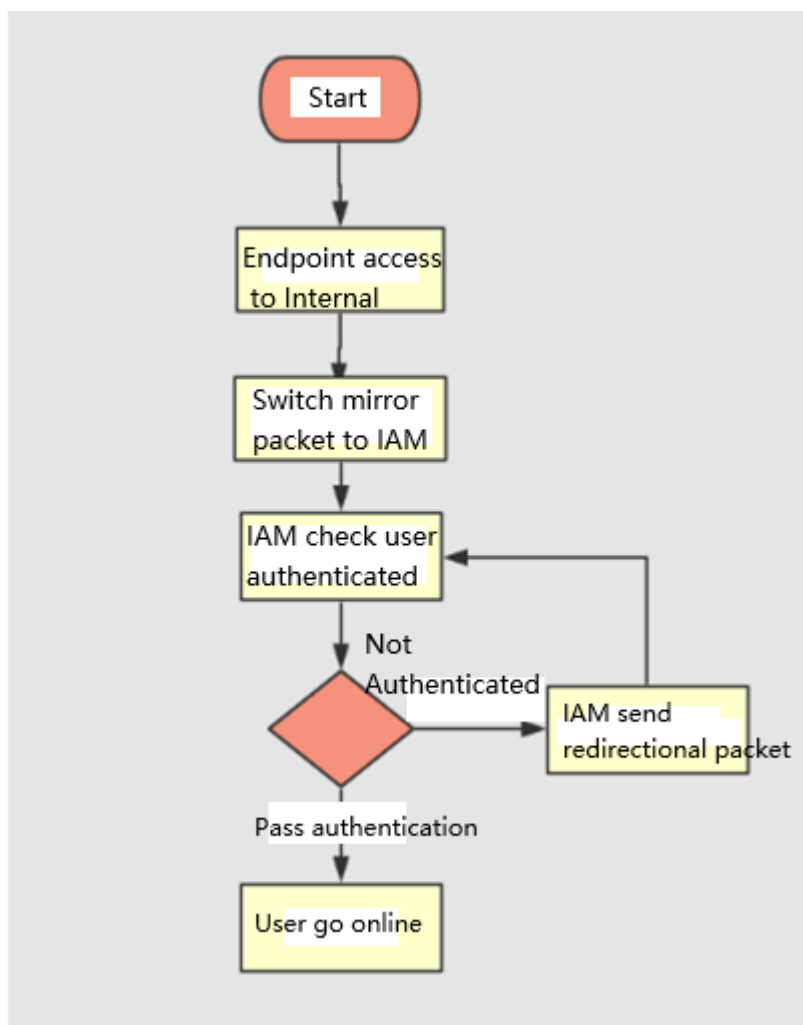 Start
Endpoint access
to Internal
Switch mirror
packet to IAM
IAM check user
authenticated
Not
Authenticated
IAM send
redirectional packet
Pass authentication
User go online